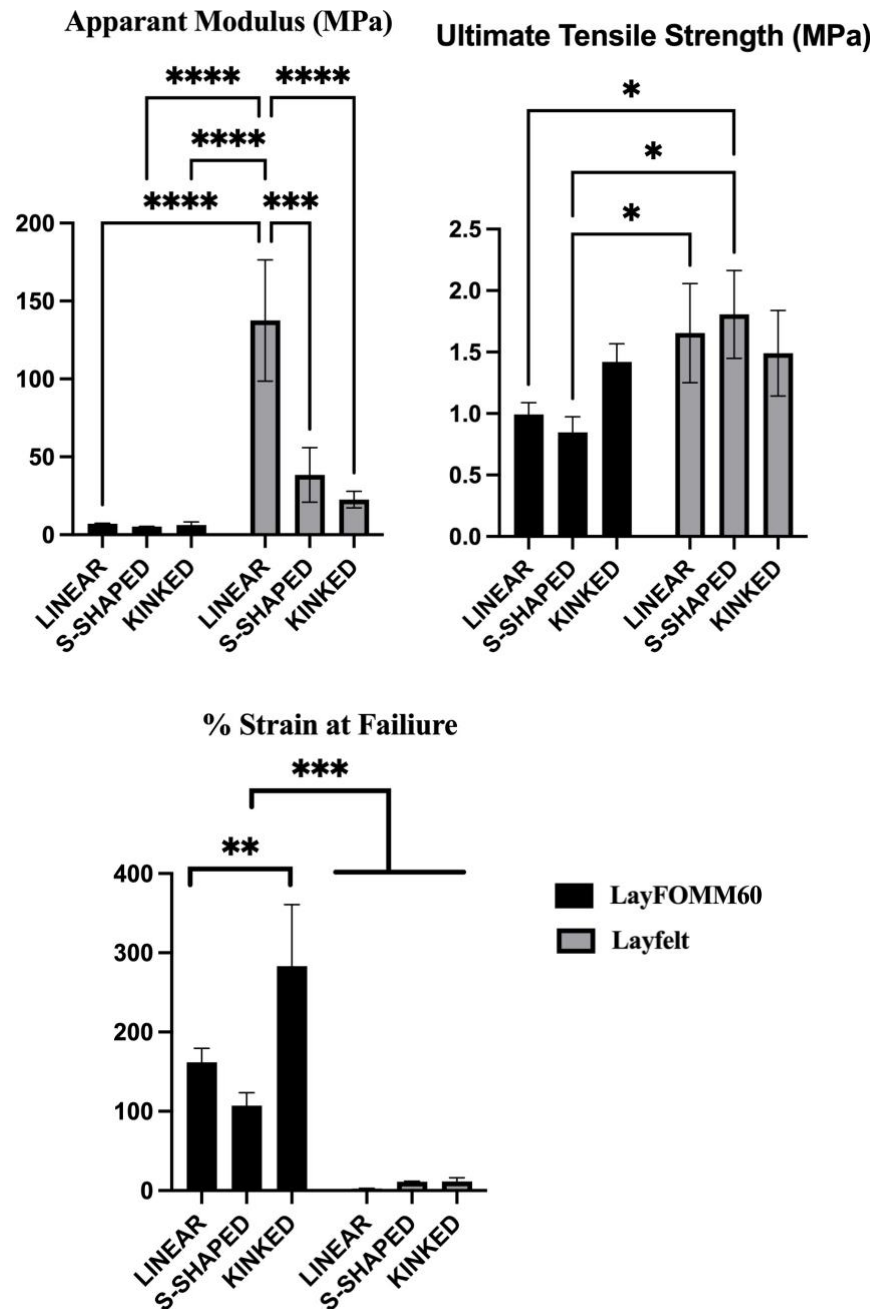 Apparant Modulus (MPa)
**** ****
****
**** ***
200
150
100
50
0
LINEAR
S-SHAPED
KINKED
LINEAR
S-SHAPED
KINKED
Ultimate Tensile Strength (MPa)
*
*
*
2.5
2.0
1.5
1.0
0.5
0.0
LINEAR
S-SHAPED
KINKED
LINEAR
S-SHAPED
KINKED
% Strain at Failiure
***
**
400
300
200
100
0
LINEAR
S-SHAPED
KINKED
LINEAR
S-SHAPED
KINKED
LayFOMM60
Layfelt